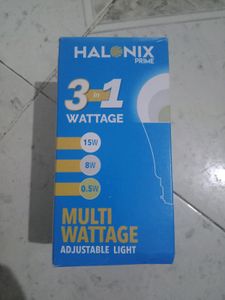 HALONIX
PRIME
3 in 1
WATTAGE
15W
8W
0.5W
MULTI
WATTAGE
ADJUSTABLE LIGHT